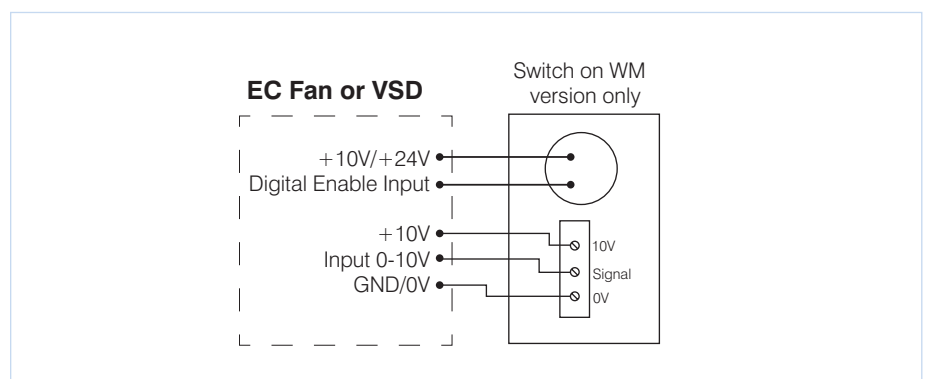 Switch on WM
version only
EC Fan or VSD
+10V/+24V
Digital Enable Input
+10V
Input 0-10V
GND/0V
10V
Signal
0V